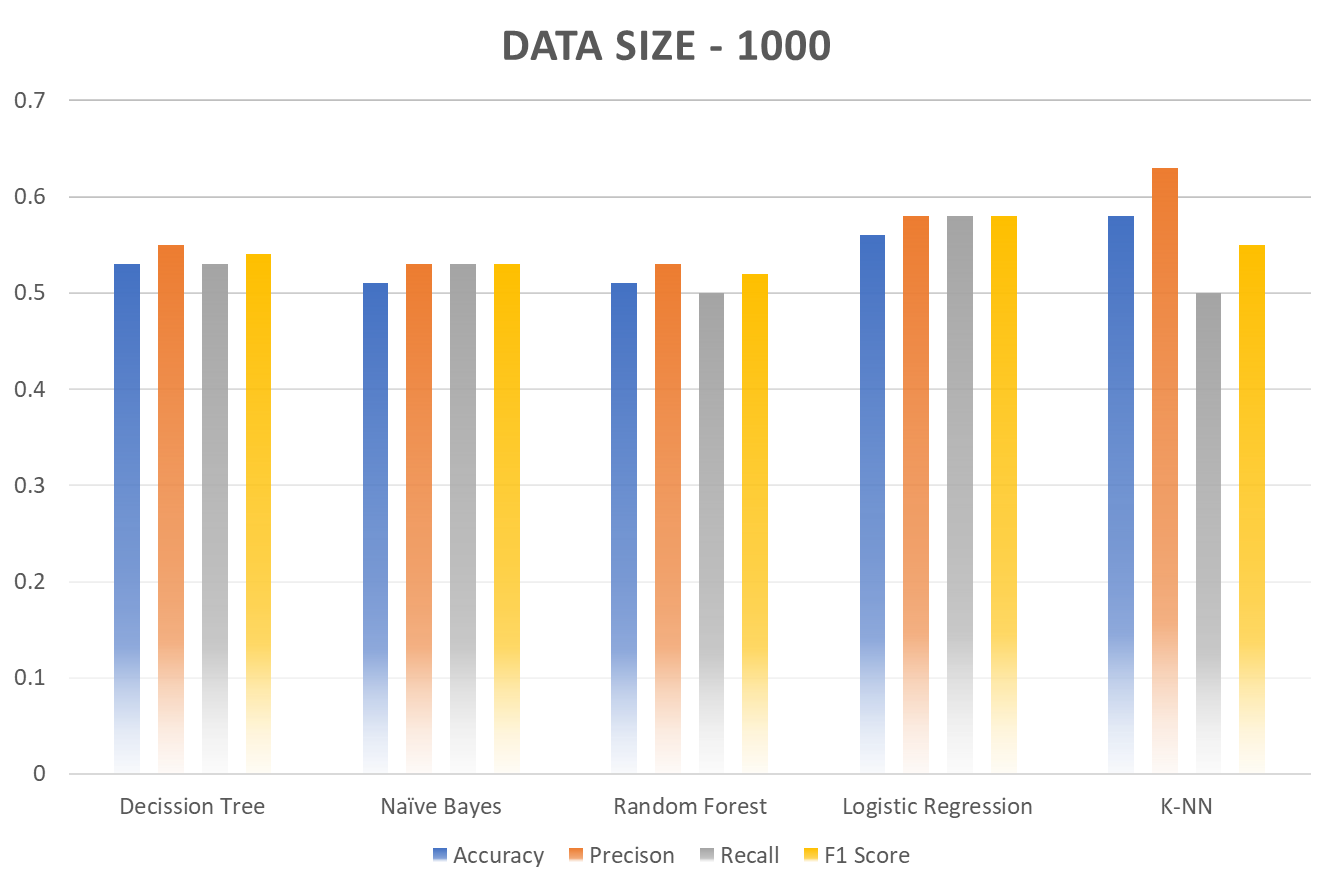 DATA SIZE - 1000
0.7
0.6
0.5
0.4
0.3
0.2
0.1
0
Decission Tree Naïve Bayes Random Forest Logistic Regression K-NN
Accuracy Precison Recall F1 Score